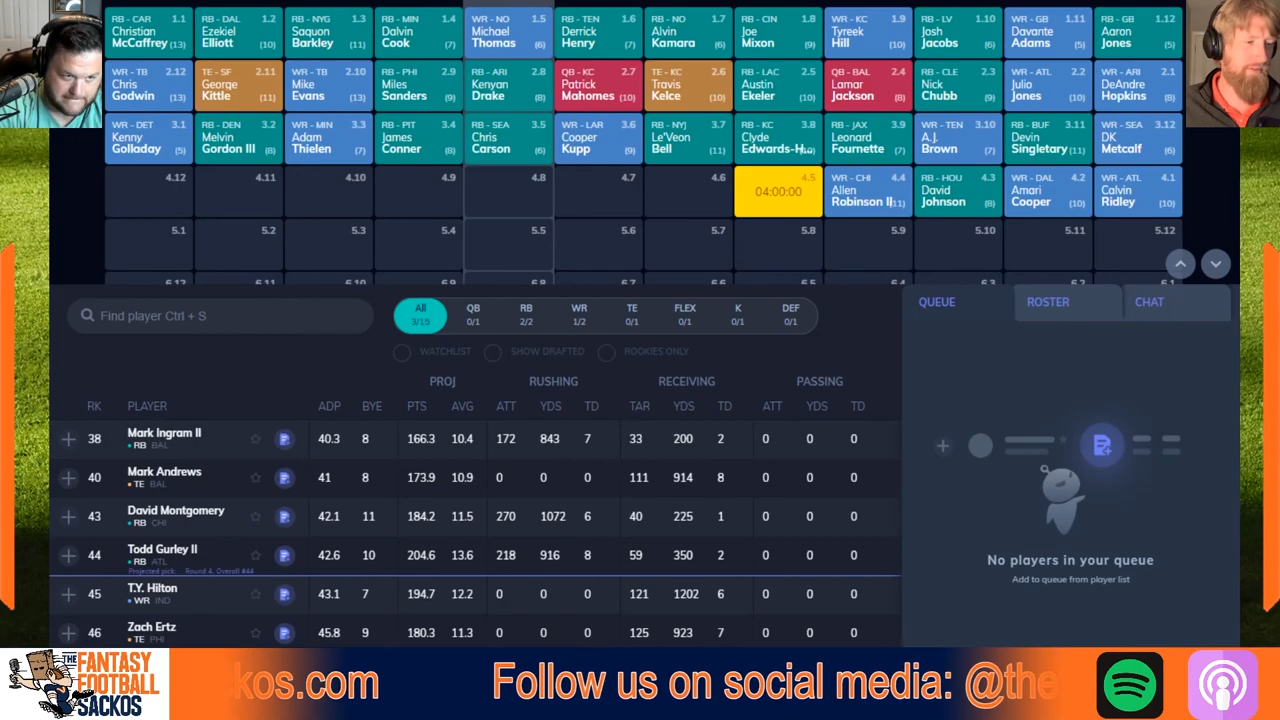 RB - CAR 1.1
Christian
McCaffrey (13)
RB - DAL 1.2
Ezekiel
Elliott (10)
RB - NYG 1.3
Saquon
Barkley (11)
RB - MIN 1.4
Dalvin
Cook (7)
WR - NO 1.5
Michael
Thomas (6)
RB - TEN 1.6
Derrick
Henry (7)
RB - NO 1.7
Alvin
Kamara (6)
RB - CIN 1.8
Joe
Mixon (9)
WR - KC 1.9
Tyreek
Hill (10)
RB - LV 1.10
Josh
Jacobs (6)
WR - GB 1.11
Davante
Adams (5)
RB - GB 1.12
Aaron
Jones (5)
WR - TB 2.12
Chris
Godwin (13)
TE - SF 2.11
George
Kittle (11)
WR - TB 2.10
Mike
Evans (13)
RB - PHI 2.9
Miles
Sanders (9)
RB - ARI 2.8
Kenyan
Drake (8)
QB - KC 2.7
Patrick
Mahomes (10)
TE - KC 2.6
Travis
Kelce (10)
RB - LAC 2.5
Austin
Ekeler (10)
QB - BAL 2.4
Lamar
Jackson (8)
RB - CLE 2.3
Nick
Chubb (9)
WR - ATL 2.2
Julio
Jones (10)
WR - ARI 2.1
DeAndre
Hopkins (8)
WR - DET 3.1
Kenny
Golladay (5)
RB - DEN 3.2
Melvin
Gordon III (8)
WR - MIN 3.3
Adam
Thielen (7)
RB - PIT 3.4
James
Conner (8)
RB - SEA 3.5
Chris
Carson (6)
WR - LAR 3.6
Cooper
Kupp (9)
RB - NYJ 3.7
Le'Veon
Bell (11)
RB - KC 3.8
Clyde
Edwards-H...
RB - JAX 3.9
Leonard
Fournette (7)
WR - TEN 3.10
A.J.
Brown (7)
RB - BUF 3.11
Devin
Singletary (11)
WR - SEA 3.12
DK
Metcalf (6)
4.12 4.11 4.10 4.9 4.8 4.7 4.6
4.5
04:00:00
WR - CHI 4.4
Allen
Robinson II (11)
RB - HOU 4.3
David
Johnson (8)
WR - DAL 4.2
Amari
Cooper (10)
WR - ATL 4.1
Calvin
Ridley (10)
5.1 5.2 5.3 5.4 5.5 5.6 5.7 5.8 5.9 5.10 5.11 5.12
Find player Ctrl + S
All QB RB WR TE FLEX K DEF
3/15 0/1 2/2 1/2 0/1 0/1 0/1 0/1
WATCHLIST SHOW DRAFTED ROOKIES ONLY
PROJ RUSHING RECEIVING PASSING
RK PLAYER ADP BYE PTS AVG ATT YDS TD TAR YDS TD ATT YDS TD
38 Mark Ingram II 40.3 8 166.3 10.4 172 843 7 33 200 2 0 0 0
RB BAL
40 Mark Andrews 41 8 173.9 10.9 0 0 0 111 914 8 0 0 0
TE BAL
43 David Montgomery 42.1 11 184.2 11.5 270 1072 6 40 225 1 0 0 0
RB CHI
44 Todd Gurley II 42.6 10 204.6 13.6 218 916 8 59 350 2 0 0 0
RB ATL
Projected pick: Round 4, Overall #44
45 T.Y. Hilton 43.1 7 194.7 12.2 0 0 0 121 1202 6 0 0 0
WR IND
46 Zach Ertz 45.8 9 180.3 11.3 0 0 0 125 923 7 0 0 0
TE PHI
QUEUE ROSTER CHAT
No players in your queue
Add to queue from player list
THE
FANTASY
FOOTBALL
SACKOS
ckos.com Follow us on social media: @the